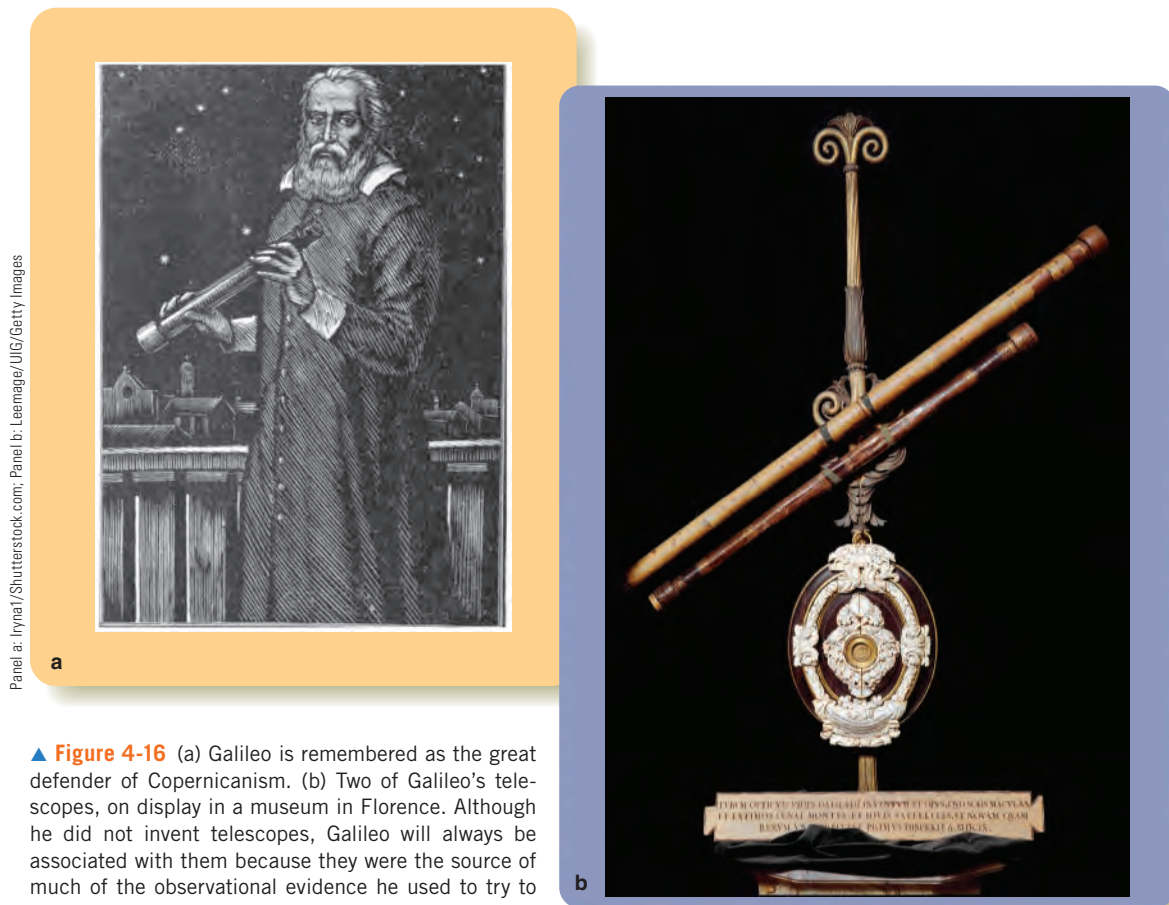 Panel a: Iryna1/Shutterstock.com; Panel b: Leemage/UIG/Getty Images
a
▲ Figure 4-16 (a) Galileo is remembered as the great
defender of Copernicanism. (b) Two of Galileo's tele-
scopes, on display in a museum in Florence. Although
he did not invent telescopes, Galileo will always be
associated with them because they were the source of
much of the observational evidence he used to try to
b